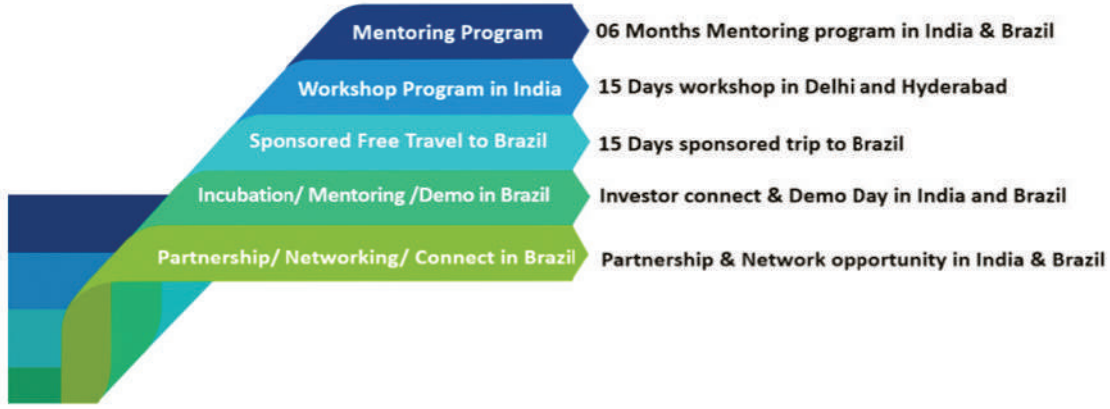 Mentoring Program
06 Months Mentoring program in India & Brazil
Workshop Program in India
15 Days workshop in Delhi and Hyderabad
Sponsored Free Travel to Brazil
15 Days sponsored trip to Brazil
Incubation/ Mentoring /Demo in Brazil
Investor connect & Demo Day in India and Brazil
Partnership/ Networking/ Connect in Brazil
Partnership & Network opportunity in India & Brazil